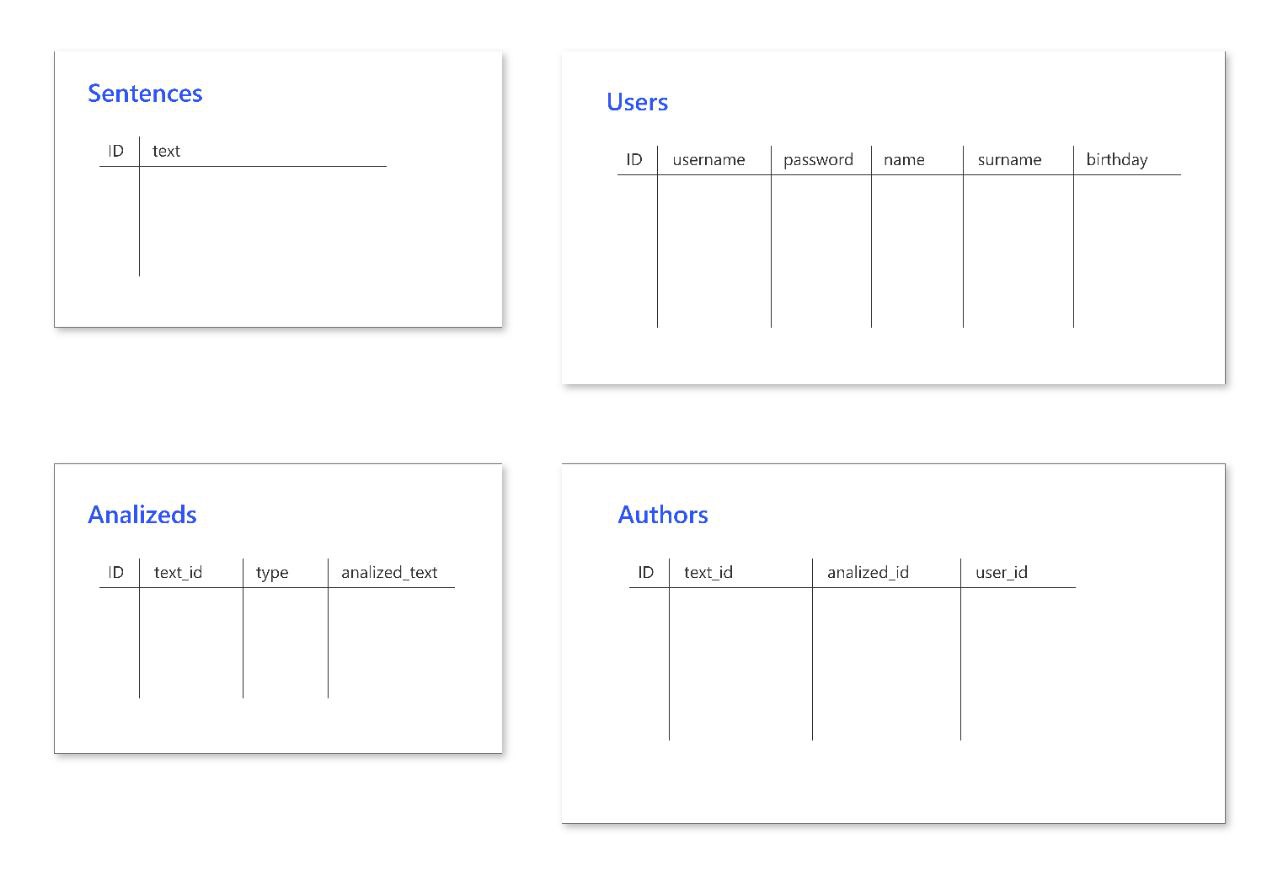 Sentences
ID text
Users
ID username password name surname birthday
Analizeds
ID text_id type analized_text
Authors
ID text_id analized_id user_id